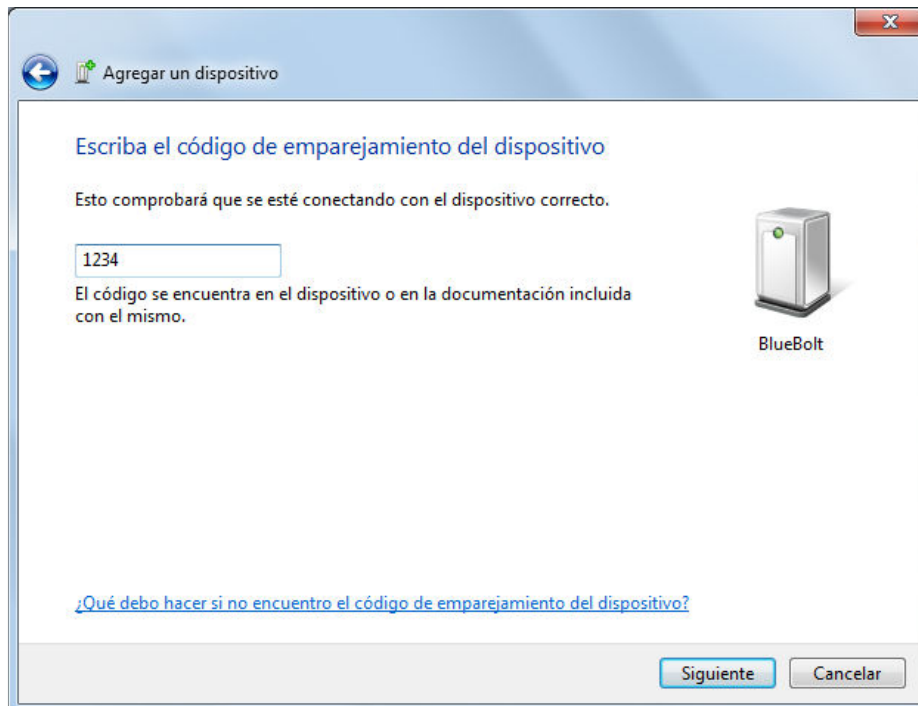 Agregar un dispositivo
Escriba el código de emparejamiento del dispositivo
Esto comprobará que se esté conectando con el dispositivo correcto.
1234
El código se encuentra en el dispositivo o en la documentación incluida
con el mismo.
BlueBolt
¿Qué debo hacer si no encuentro el código de emparejamiento del dispositivo?
Siguiente
Cancelar